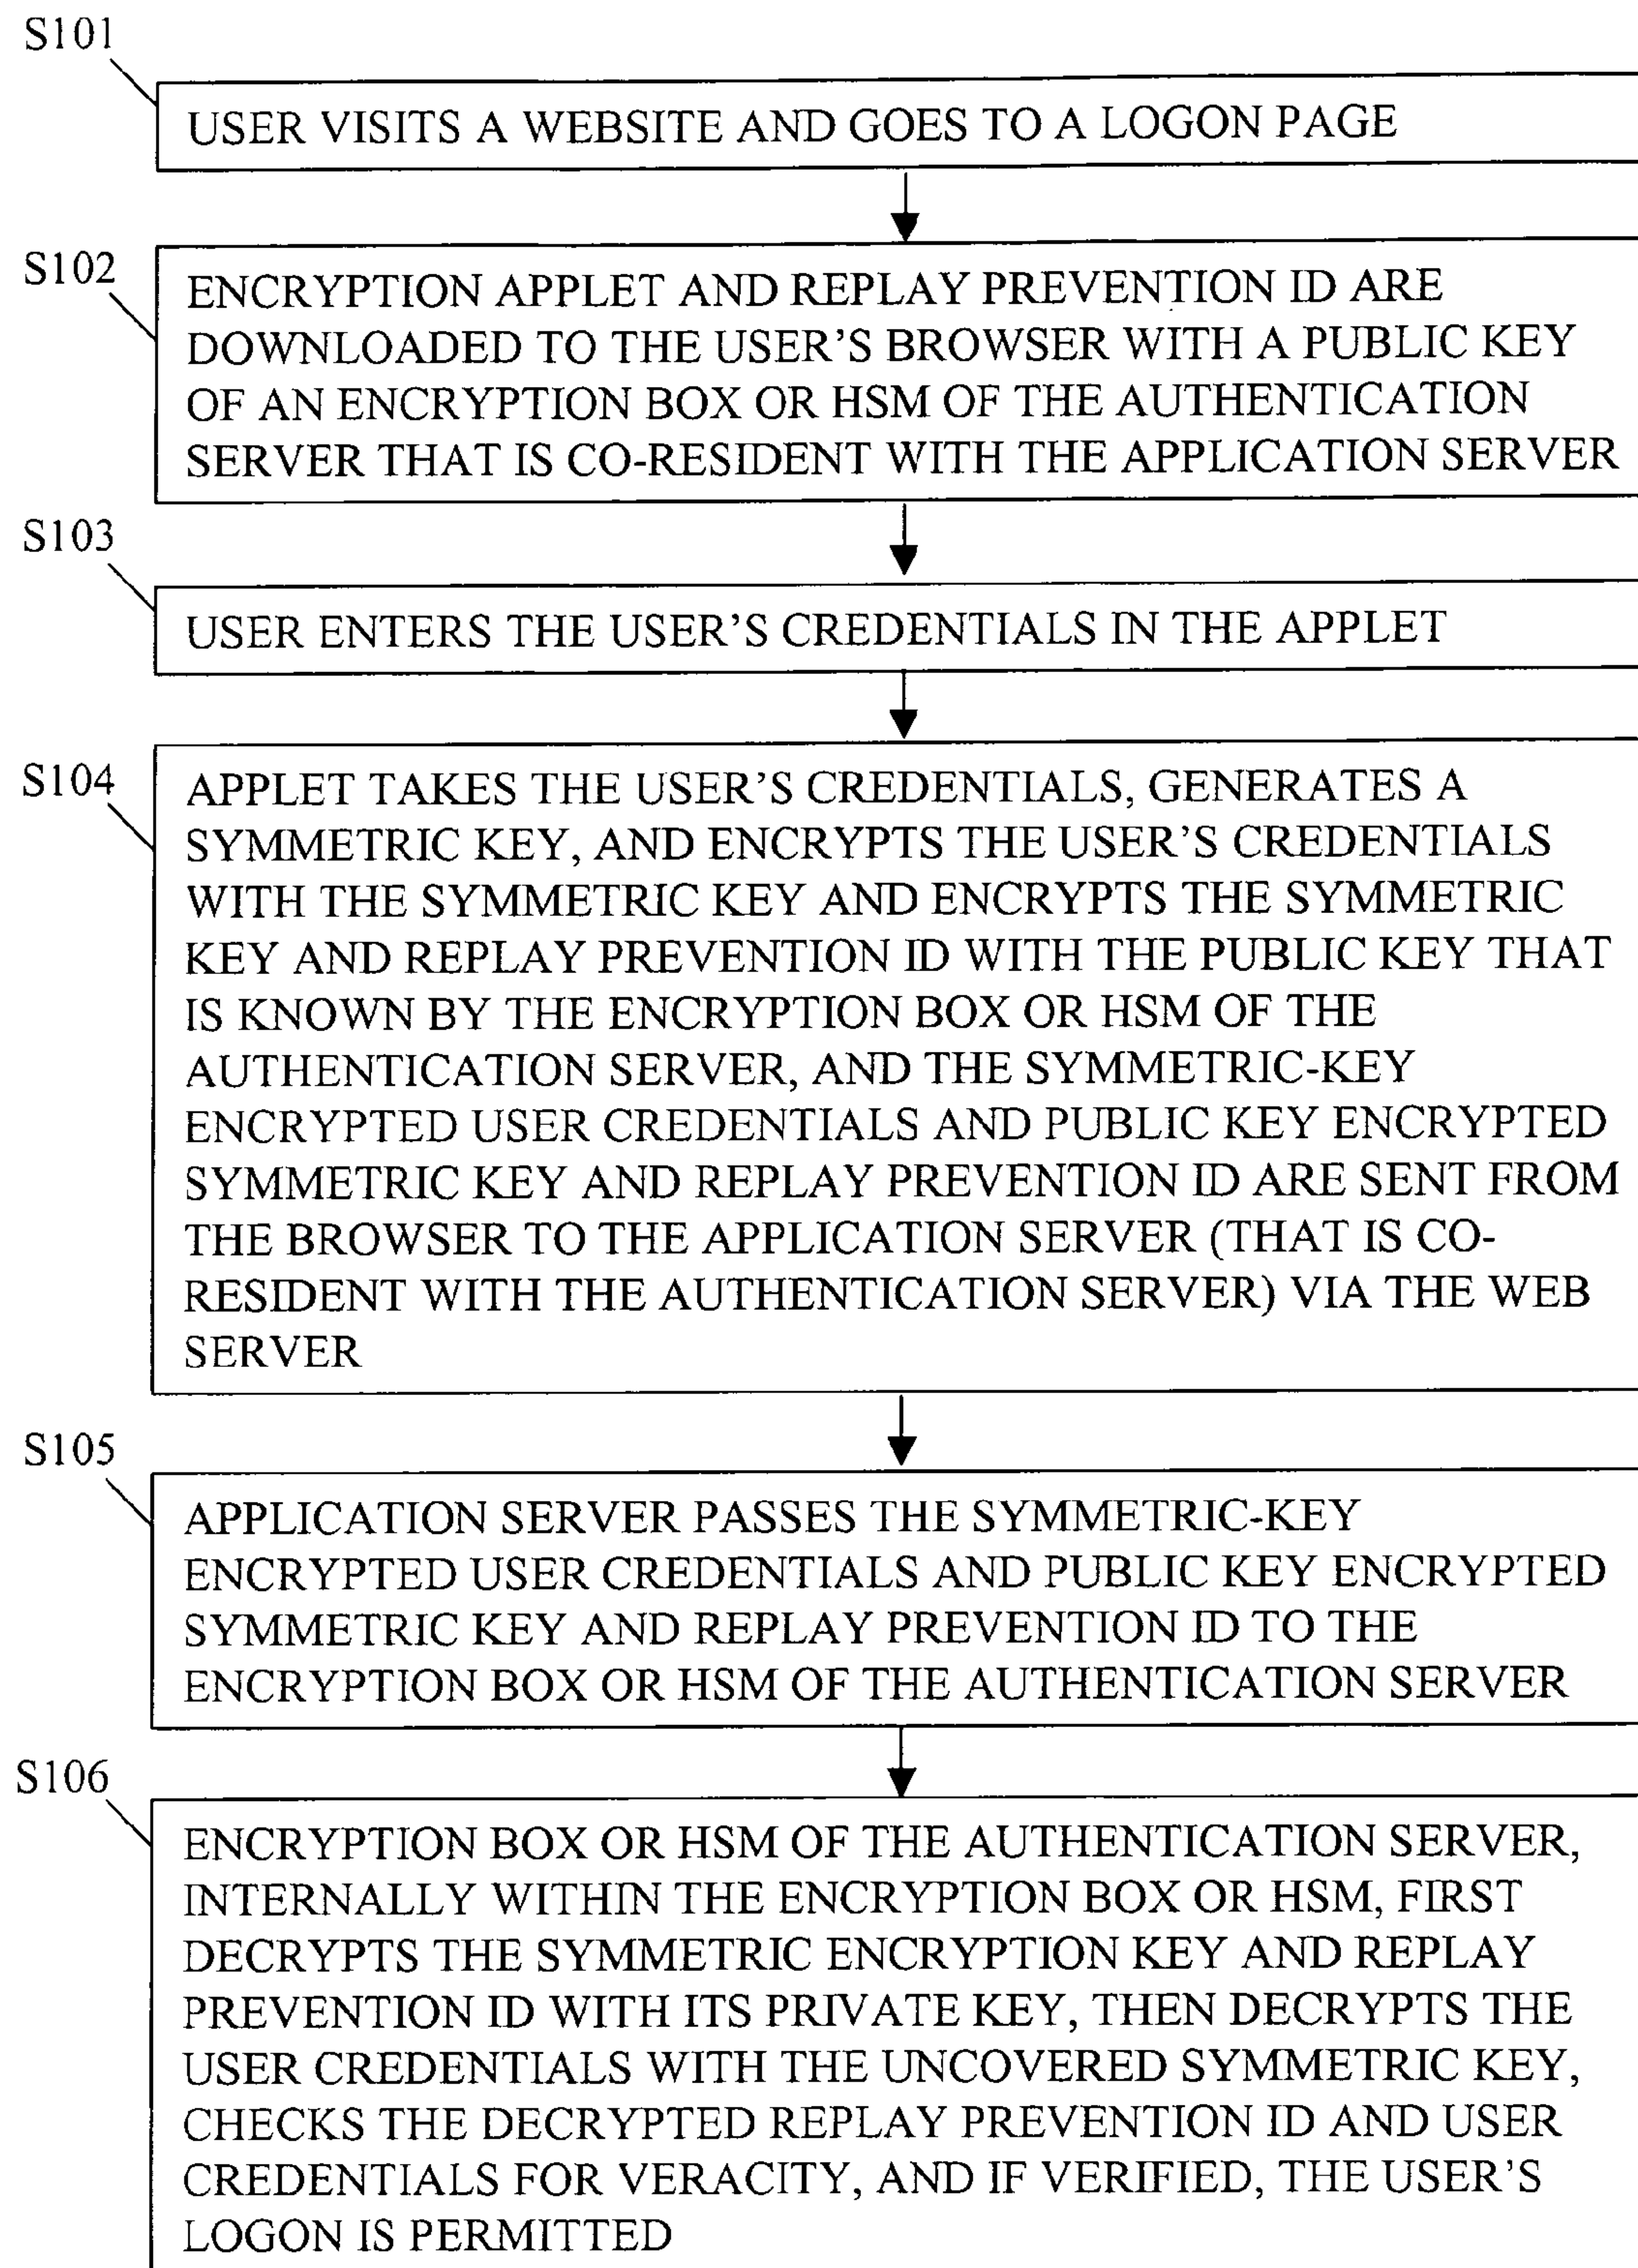 S101
USER VISITS A WEBSITE AND GOES TO A LOGON PAGE
S102
ENCRYPTION APPLET AND REPLAY PREVENTION ID ARE
DOWNLOADED TO THE USER'S BROWSER WITH A PUBLIC KEY
OF AN ENCRYPTION BOX OR HSM OF THE AUTHENTICATION
SERVER THAT IS CO-RESIDENT WITH THE APPLICATION SERVER
S103
USER ENTERS THE USER'S CREDENTIALS IN THE APPLET
S104
APPLET TAKES THE USER'S CREDENTIALS, GENERATES A
SYMMETRIC KEY, AND ENCRYPTS THE USER'S CREDENTIALS
WITH THE SYMMETRIC KEY AND ENCRYPTS THE SYMMETRIC
KEY AND REPLAY PREVENTION ID WITH THE PUBLIC KEY THAT
IS KNOWN BY THE ENCRYPTION BOX OR HSM OF THE
AUTHENTICATION SERVER, AND THE SYMMETRIC-KEY
ENCRYPTED USER CREDENTIALS AND PUBLIC KEY ENCRYPTED
SYMMETRIC KEY AND REPLAY PREVENTION ID ARE SENT FROM
THE BROWSER TO THE APPLICATION SERVER (THAT IS CO-
RESIDENT WITH THE AUTHENTICATION SERVER) VIA THE WEB
SERVER
S105
APPLICATION SERVER PASSES THE SYMMETRIC-KEY
ENCRYPTED USER CREDENTIALS AND PUBLIC KEY ENCRYPTED
SYMMETRIC KEY AND REPLAY PREVENTION ID TO THE
ENCRYPTION BOX OR HSM OF THE AUTHENTICATION SERVER
S106
ENCRYPTION BOX OR HSM OF THE AUTHENTICATION SERVER,
INTERNALLY WITHIN THE ENCRYPTION BOX OR HSM, FIRST
DECRYPTS THE SYMMETRIC ENCRYPTION KEY AND REPLAY
PREVENTION ID WITH ITS PRIVATE KEY, THEN DECRYPTS THE
USER CREDENTIALS WITH THE UNCOVERED SYMMETRIC KEY,
CHECKS THE DECRYPTED REPLAY PREVENTION ID AND USER
CREDENTIALS FOR VERACITY, AND IF VERIFIED, THE USER'S
LOGON IS PERMITTED